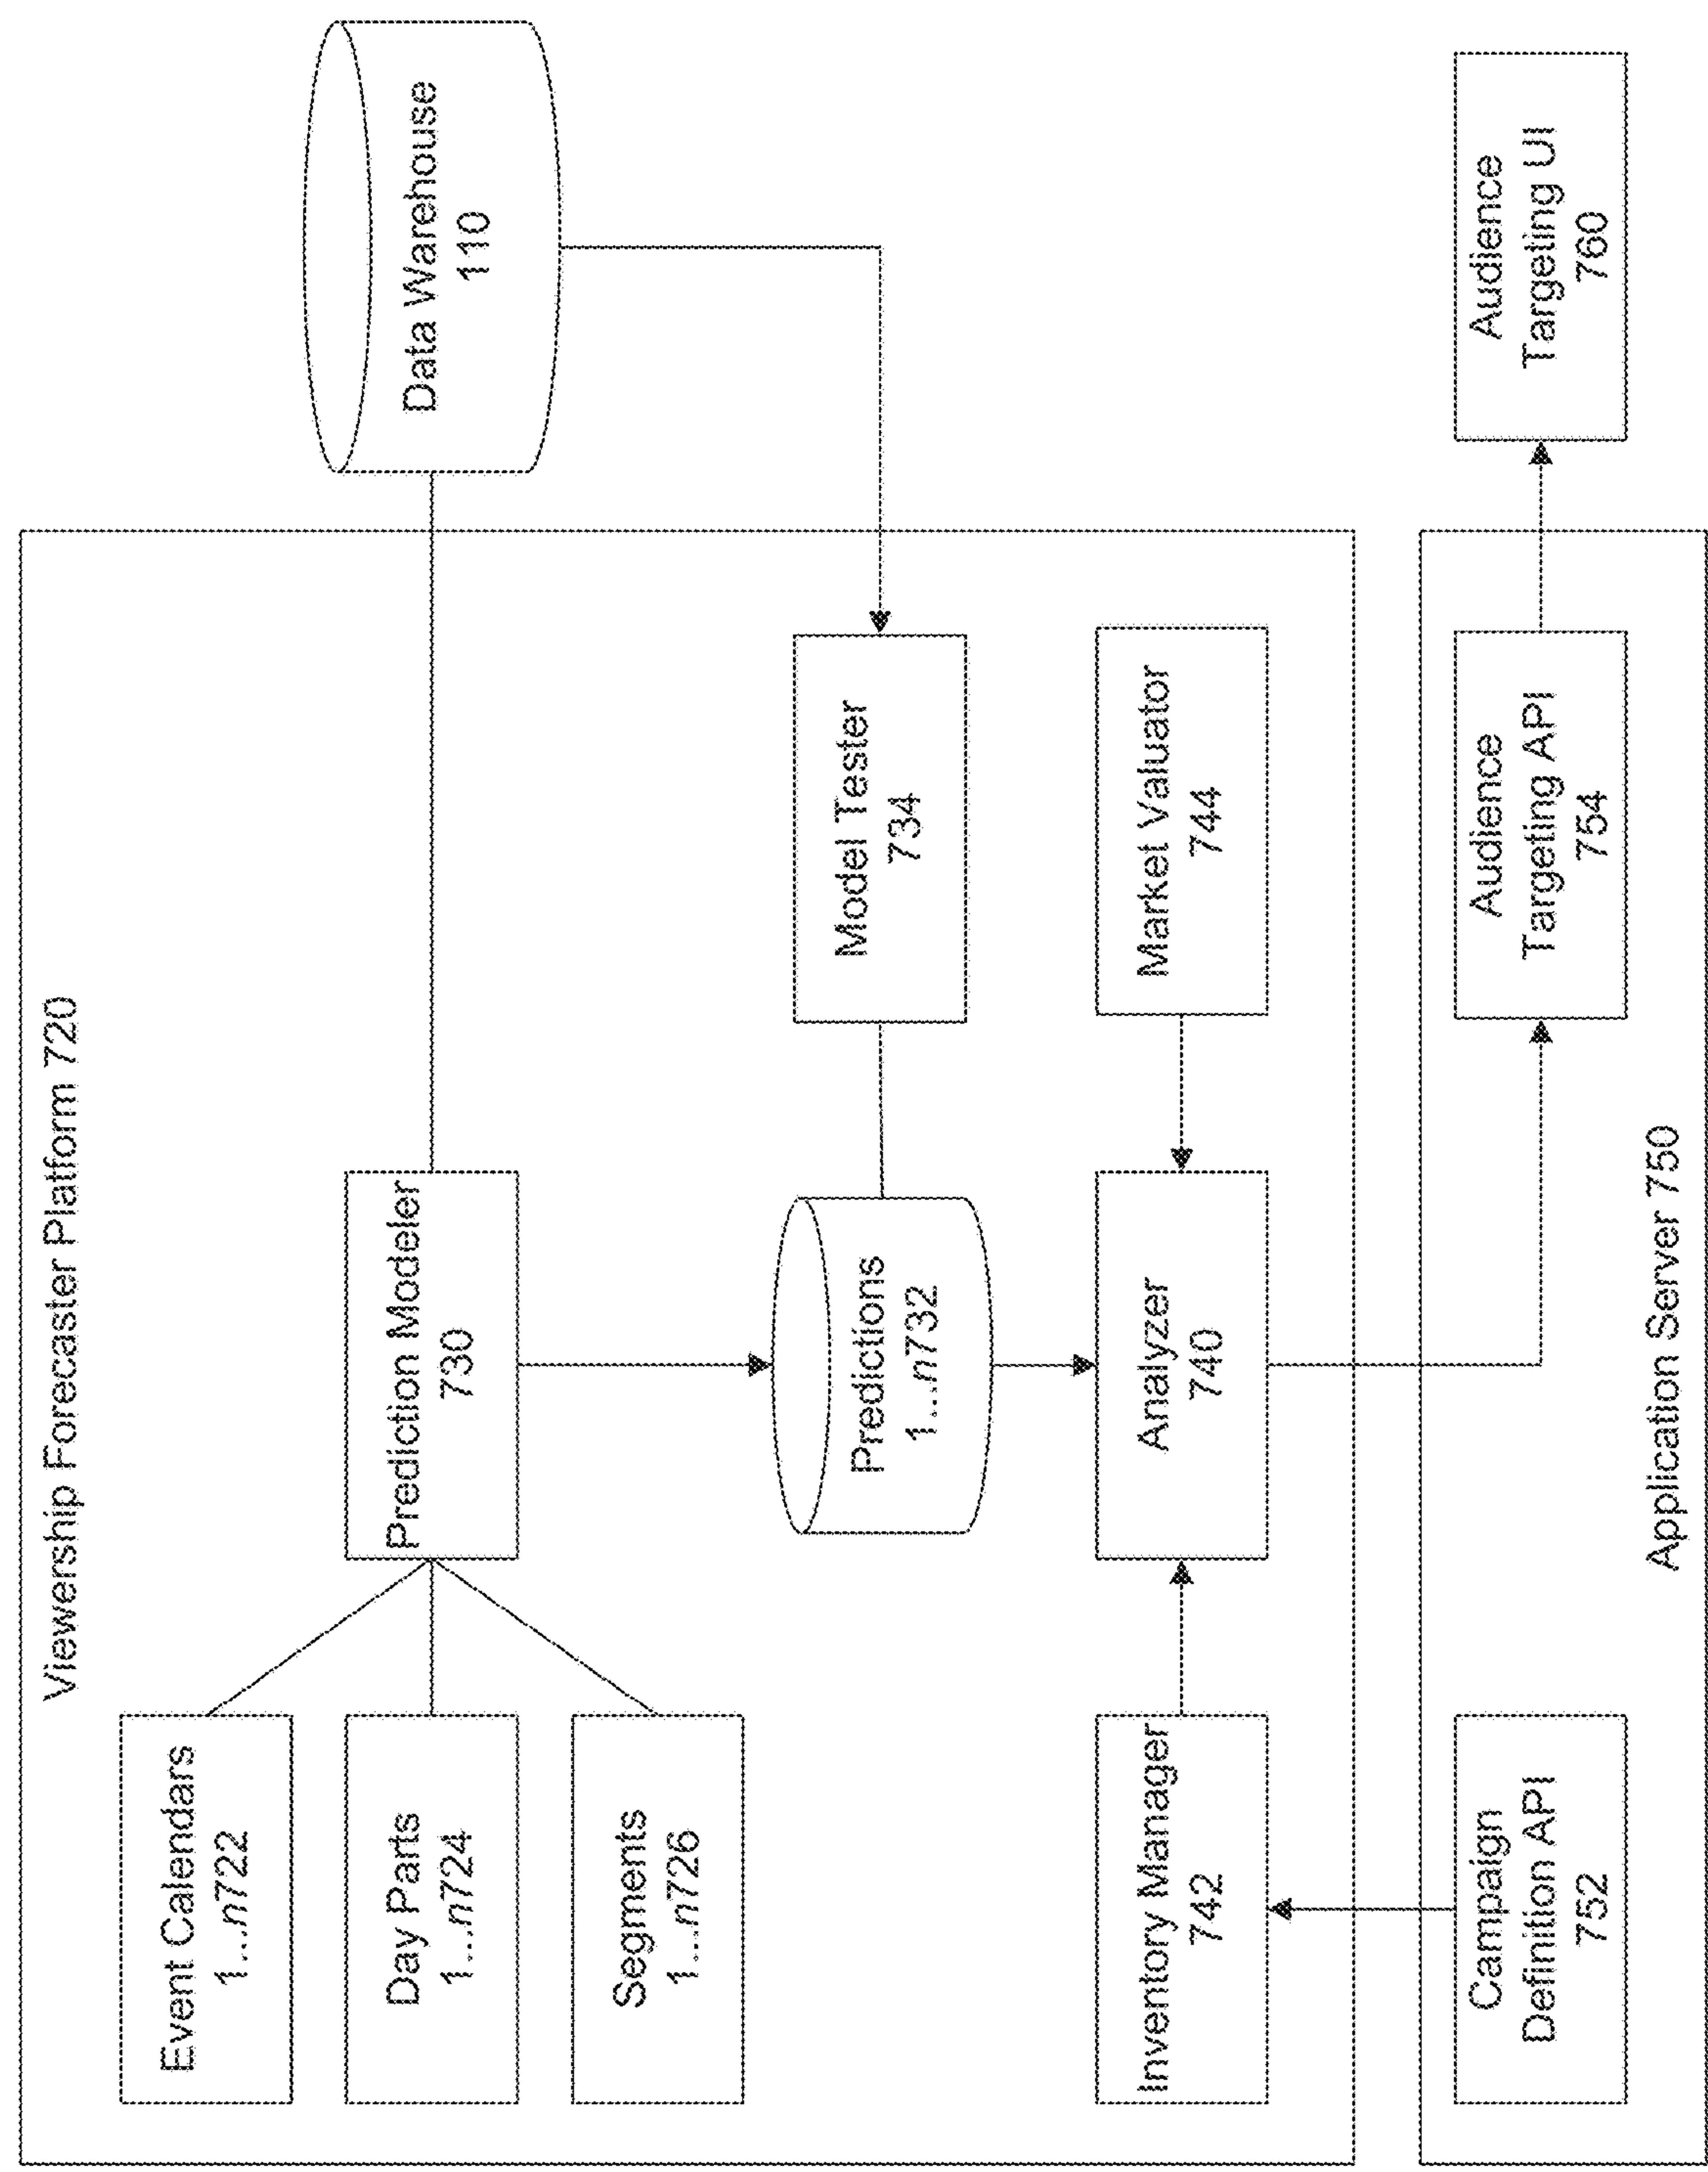 Viewership Forecaster Platform 720
Event Calendars
1...n722
Day Parts
1...n724
Segments
1...n726
Prediction Modeler
730
Data Warehouse
110
Predictions
1...n732
Model Tester
734
Inventory Manager
742
Analyzer
740
Market Valuator
744
Campaign
Definition API
752
Audience
Targeting API
754
Audience
Targeting UI
760
Application Server 750